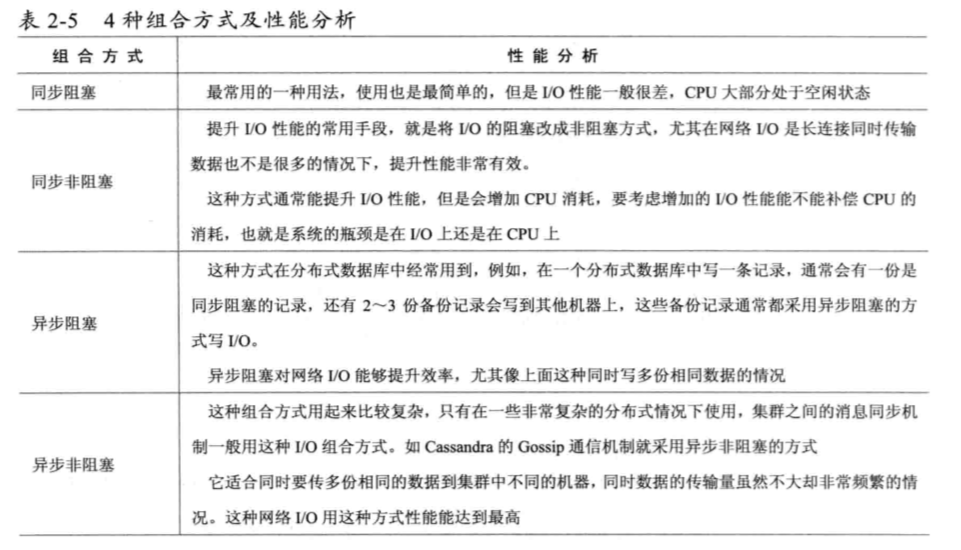 表 2-5 4 种组合方式及性能分析
组 合 方 式 性 能 分 析
同步阻塞 最常用的一种用法，使用也是最简单的，但是 I/O 性能一般很差，CPU 大部分处于空闲状态
提升 I/O 性能的常用手段，就是将 I/O 的阻塞改成非阻塞方式，尤其在网络 I/O 是长连接同时传输
数据也不是很多的情况下，提升性能非常有效。
同步非阻塞
这种方式通常能提升 I/O 性能，但是会增加 CPU 消耗，要考虑增加的 I/O 性能能不能补偿 CPU 的
消耗，也就是系统的瓶颈是在 I/O 上还是在 CPU 上
这种方式在分布式数据库中经常用到，例如，在一个分布式数据库中写一条记录，通常会有一份是
同步阻塞的记录，还有 2～3 份备份记录会写到其他机器上，这些备份记录通常都采用异步阻塞的方
异步阻塞
式写 I/O。
异步阻塞对网络 I/O 能够提升效率，尤其像上面这种同时写多份相同数据的情况
这种组合方式用起来比较复杂，只有在一些非常复杂的分布式情况下使用，集群之间的消息同步机
制一般用这种 I/O 组合方式。如 Cassandra 的 Gossip 通信机制就采用异步非阻塞的方式
异步非阻塞
它适合同时要传多份相同的数据到集群中不同的机器，同时数据的传输量虽然不大却非常频繁的情
况。这种网络 I/O 用这种方式性能能达到最高